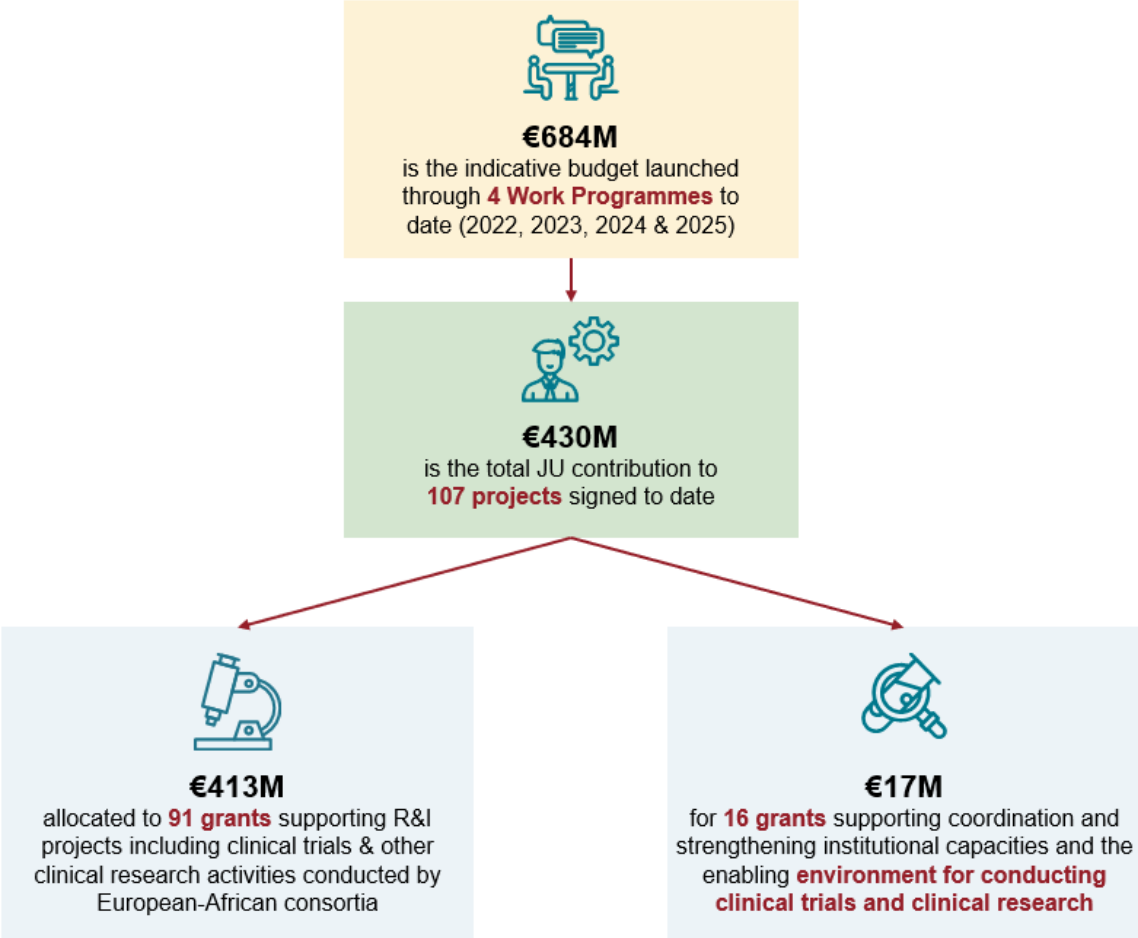 €684M
is the indicative budget launched
through 4 Work Programmes to
date (2022, 2023, 2024 & 2025)
€430M
is the total JU contribution to
107 projects signed to date
€413M
allocated to 91 grants supporting R&I
projects including clinical trials & other
clinical research activities conducted by
European-African consortia
€17M
for 16 grants supporting coordination and
strengthening institutional capacities and the
enabling environment for conducting
clinical trials and clinical research